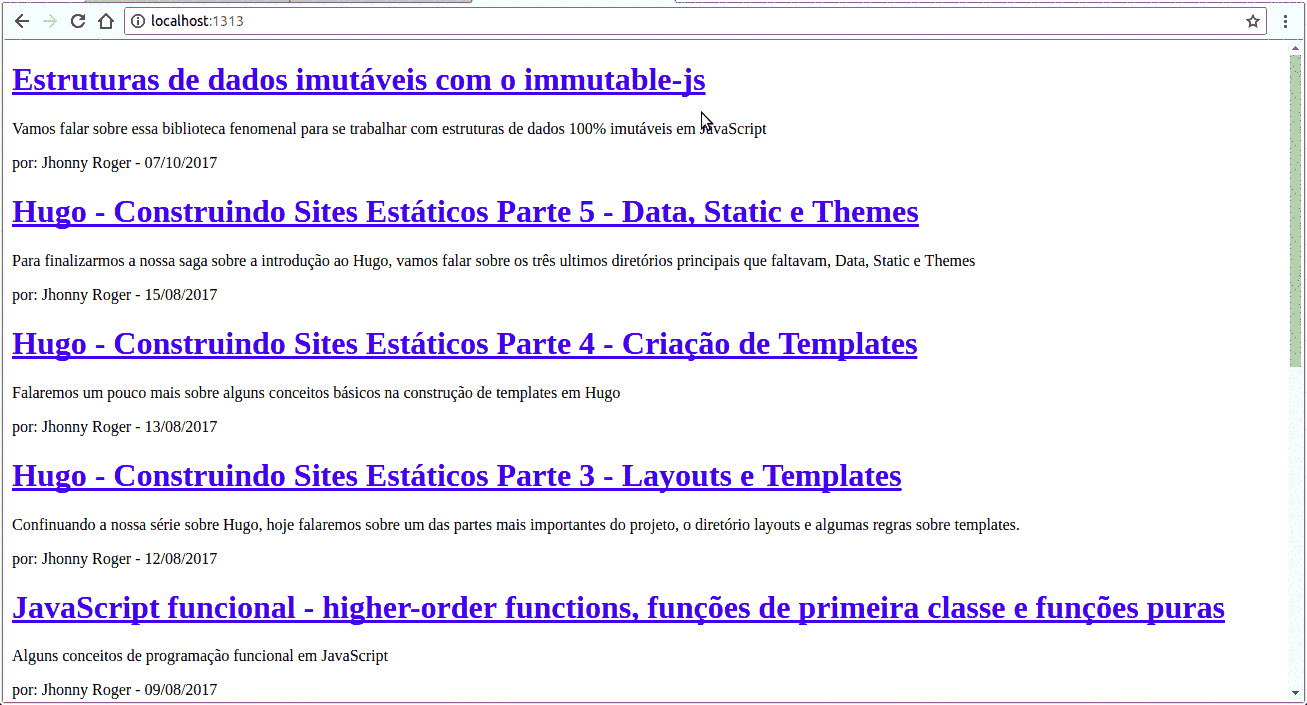 localhost:1313
Estruturas de dados imutáveis com o immutable-js
Vamos falar sobre essa biblioteca fenomenal para se trabalhar com estruturas de dados 100% imutáveis em JavaScript
por: Jhonny Roger - 07/10/2017
Hugo - Construindo Sites Estáticos Parte 5 - Data, Static e Themes
Para finalizarmos a nossa saga sobre a introdução ao Hugo, vamos falar sobre os três ultimos diretórios principais que faltavam, Data, Static e Themes
por: Jhonny Roger - 15/08/2017
Hugo - Construindo Sites Estáticos Parte 4 - Criação de Templates
Falaremos um pouco mais sobre alguns conceitos básicos na construção de templates em Hugo
por: Jhonny Roger - 13/08/2017
Hugo - Construindo Sites Estáticos Parte 3 - Layouts e Templates
Continuando a nossa série sobre Hugo, hoje falaremos sobre um das partes mais importantes do projeto, o diretório layouts e algumas regras sobre templates.
por: Jhonny Roger - 12/08/2017
JavaScript funcional - higher-order functions, funções de primeira classe e funções puras
Alguns conceitos de programação funcional em JavaScript
por: Jhonny Roger - 09/08/2017